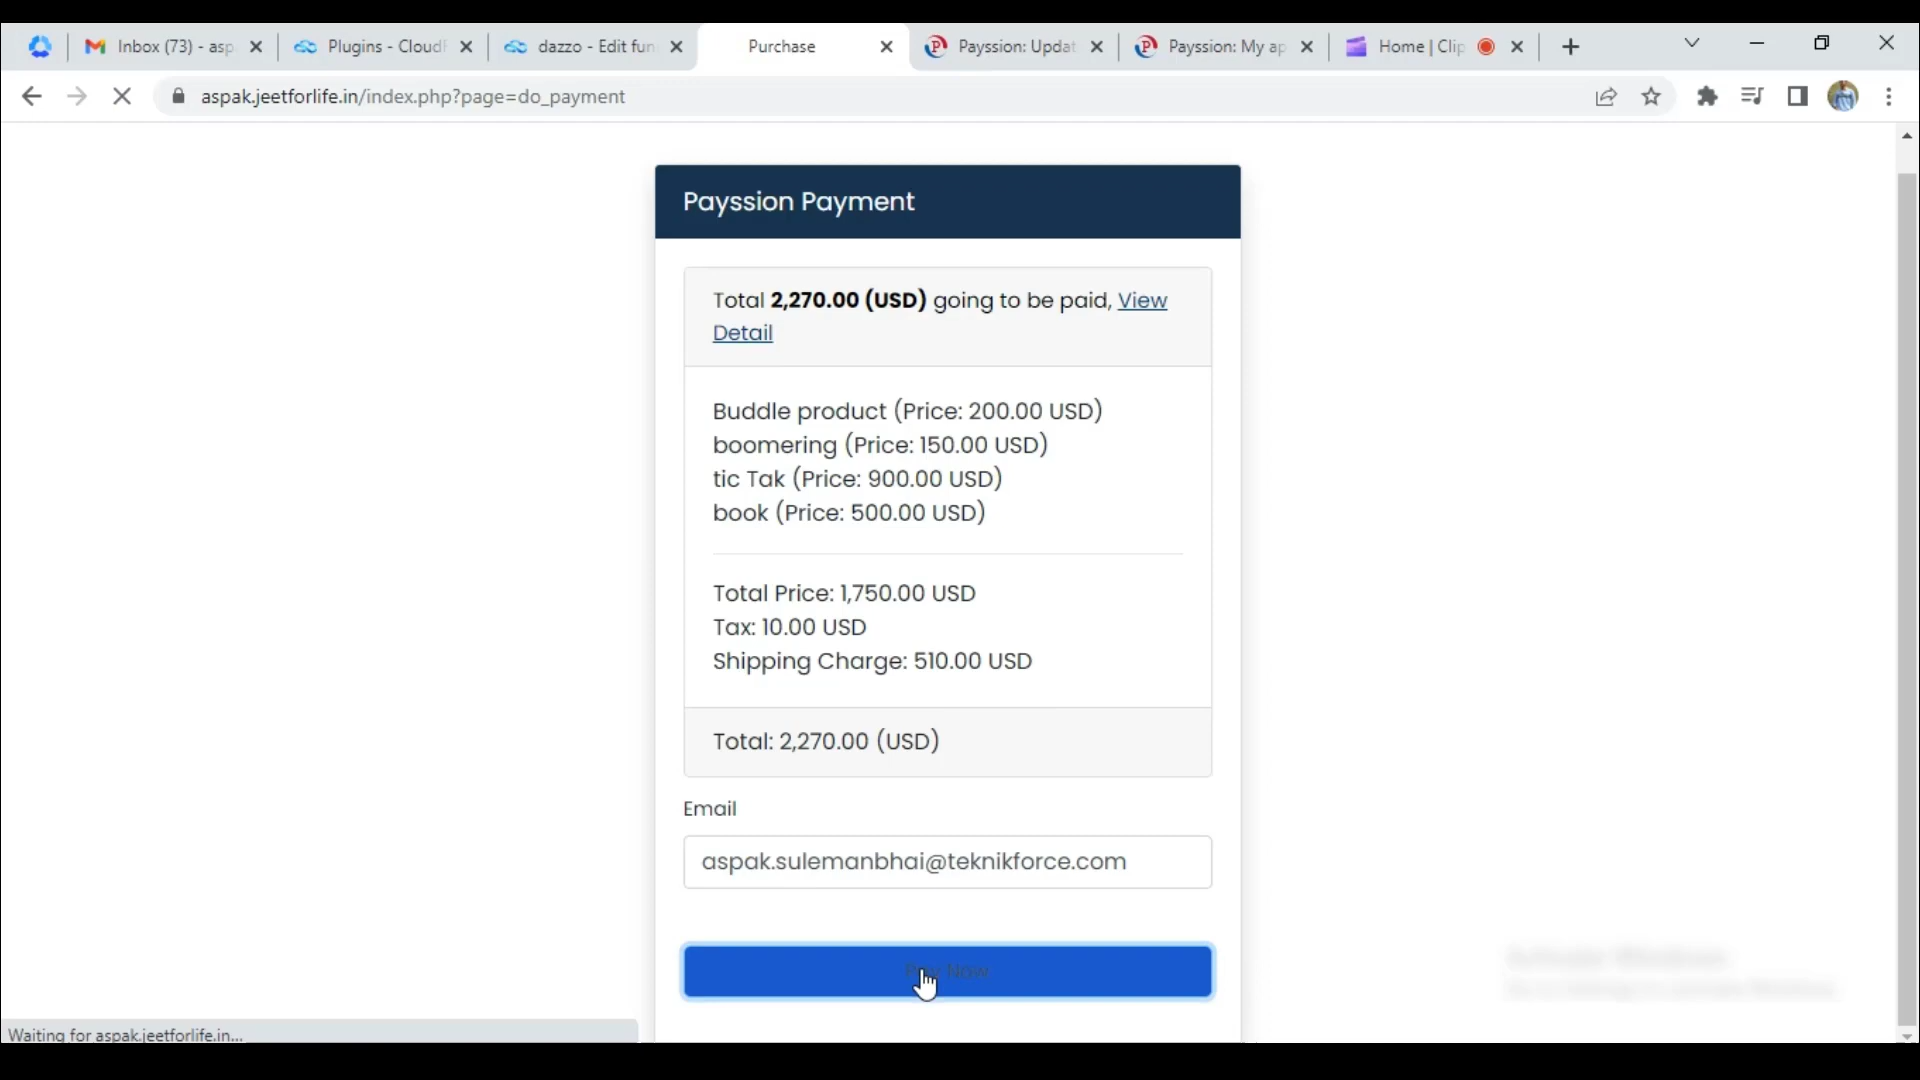 Inbox (73) - asp
Plugins - Cloudf
dazzo - Edit fun
Purchase
Payssion: Updat
Payssion: My ap
Home | Clip
aspak.jeetforlife.in/index.php?page=do_payment
Payssion Payment
Total 2,270.00 (USD) going to be paid, View
Detail
Buddle product (Price: 200.00 USD)
boomering (Price: 150.00 USD)
tic Tak (Price: 900.00 USD)
book (Price: 500.00 USD)
Total Price: 1,750.00 USD
Tax: 10.00 USD
Shipping Charge: 510.00 USD
Total: 2,270.00 (USD)
Email
aspak.sulemanbhai@teknikforce.com
Pay Now
Waiting for aspak.jeetforlife.in...